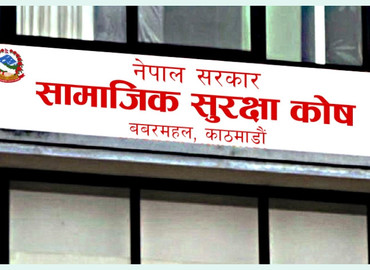 नेपाल सरकार
सामाजिक सुरक्षा कोष
बबरमहल, काठमाडौं